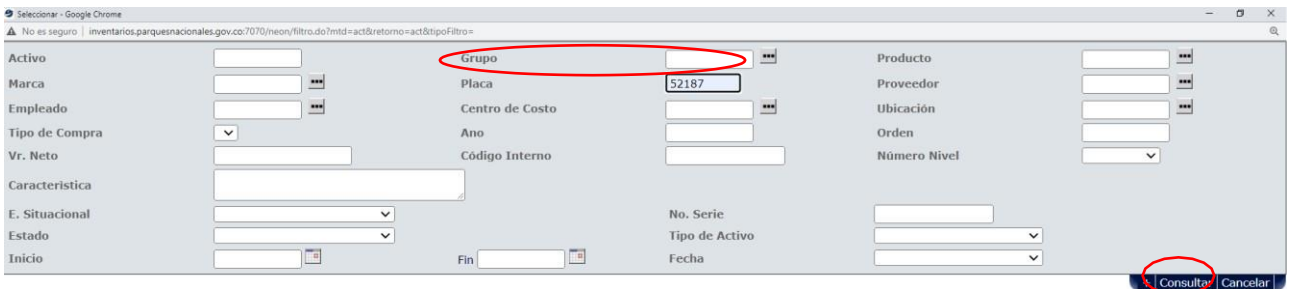 Seleccionar - Google Chrome
No es seguro | inventarios.parquesnacionales.gov.co:7070/neon/filtro.do?mtd=act&retorno=act&tipoFiltro=
Activo Grupo Producto
Marca Placa 52187 Proveedor
Empleado Centro de Costo Ubicación
Tipo de Compra Ano Orden
Vr. Neto Código Interno Número Nivel
Caracteristica
E. Situacional No. Serie
Estado Tipo de Activo
Inicio Fin Fecha
Consultar Cancelar